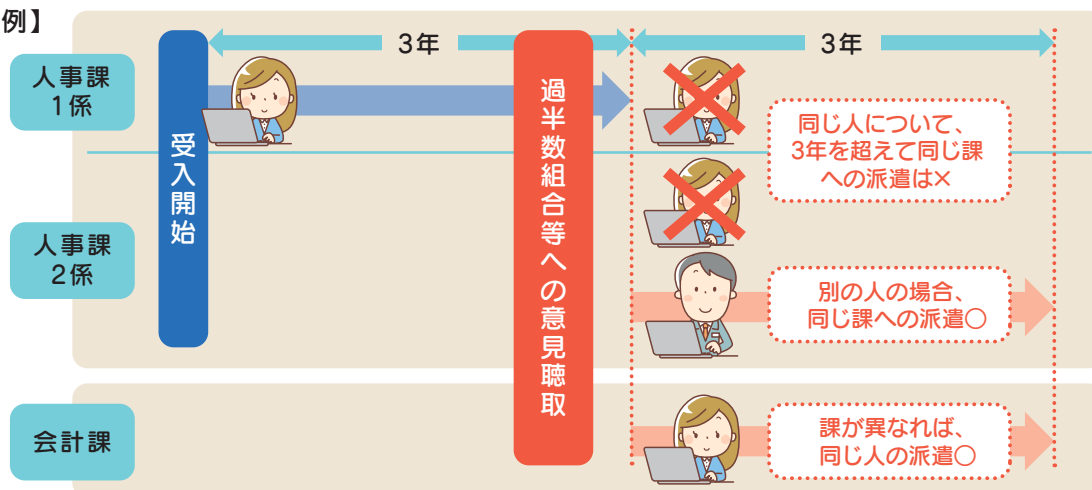 例】
3年
3年
人事課
1係
受入開始
過半数組合等への意見聴取
同じ人について、
3年を超えて同じ課
への派遣は×
人事課
2係
別の人の場合、
同じ課への派遣○
会計課
課が異なれば、
同じ人の派遣○